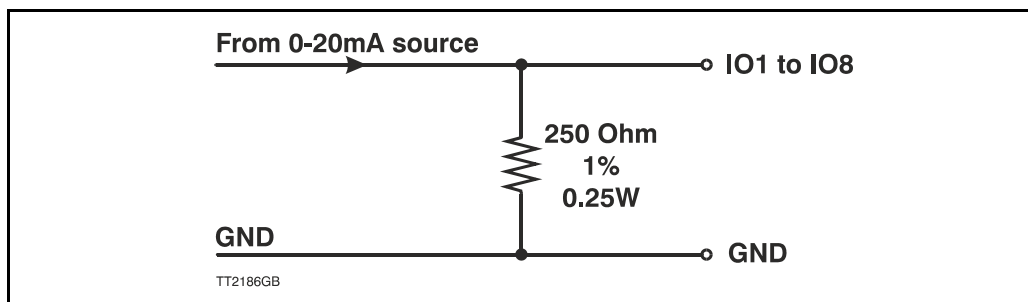 From 0-20mA source
IO1 to IO8
250 Ohm
1%
0.25W
GND
GND
TT2186GB